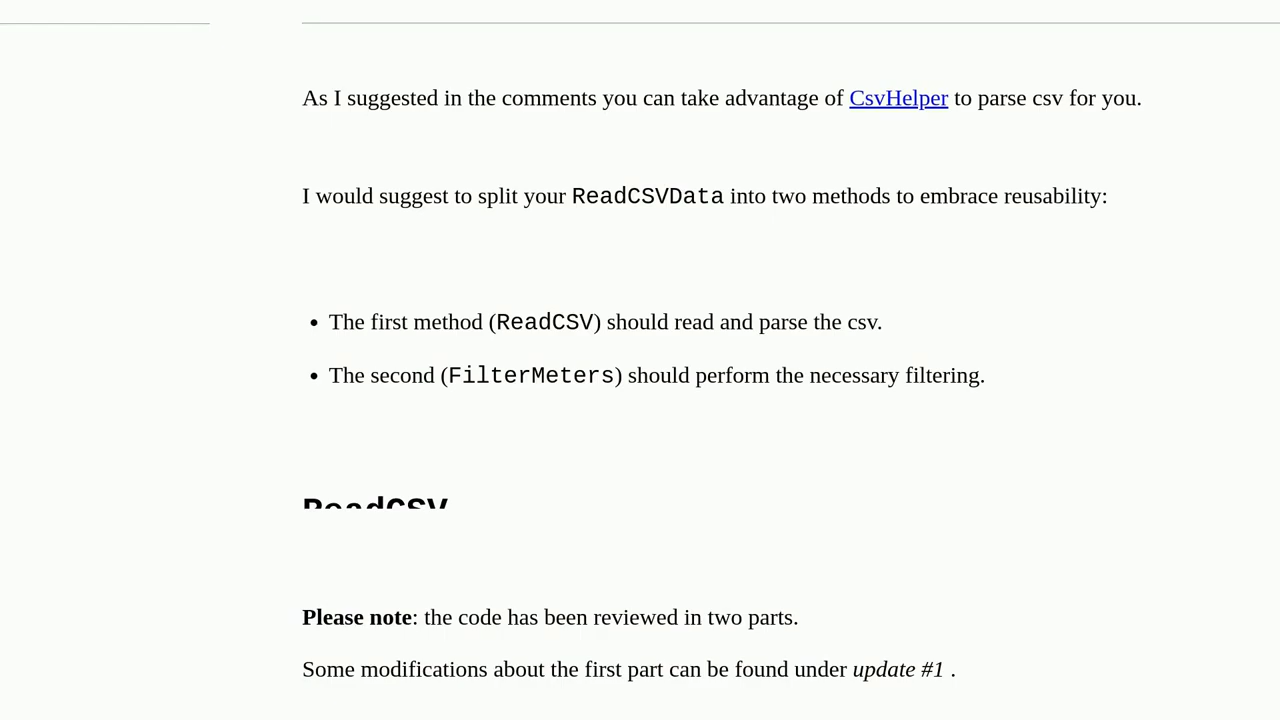 As I suggested in the comments you can take advantage of CsvHelper to parse csv for you.
I would suggest to split your ReadCSVData into two methods to embrace reusability:
• The first method (ReadCSV) should read and parse the csv.
• The second (FilterMeters) should perform the necessary filtering.
ReadCSV
Please note: the code has been reviewed in two parts.
Some modifications about the first part can be found under update #1 .